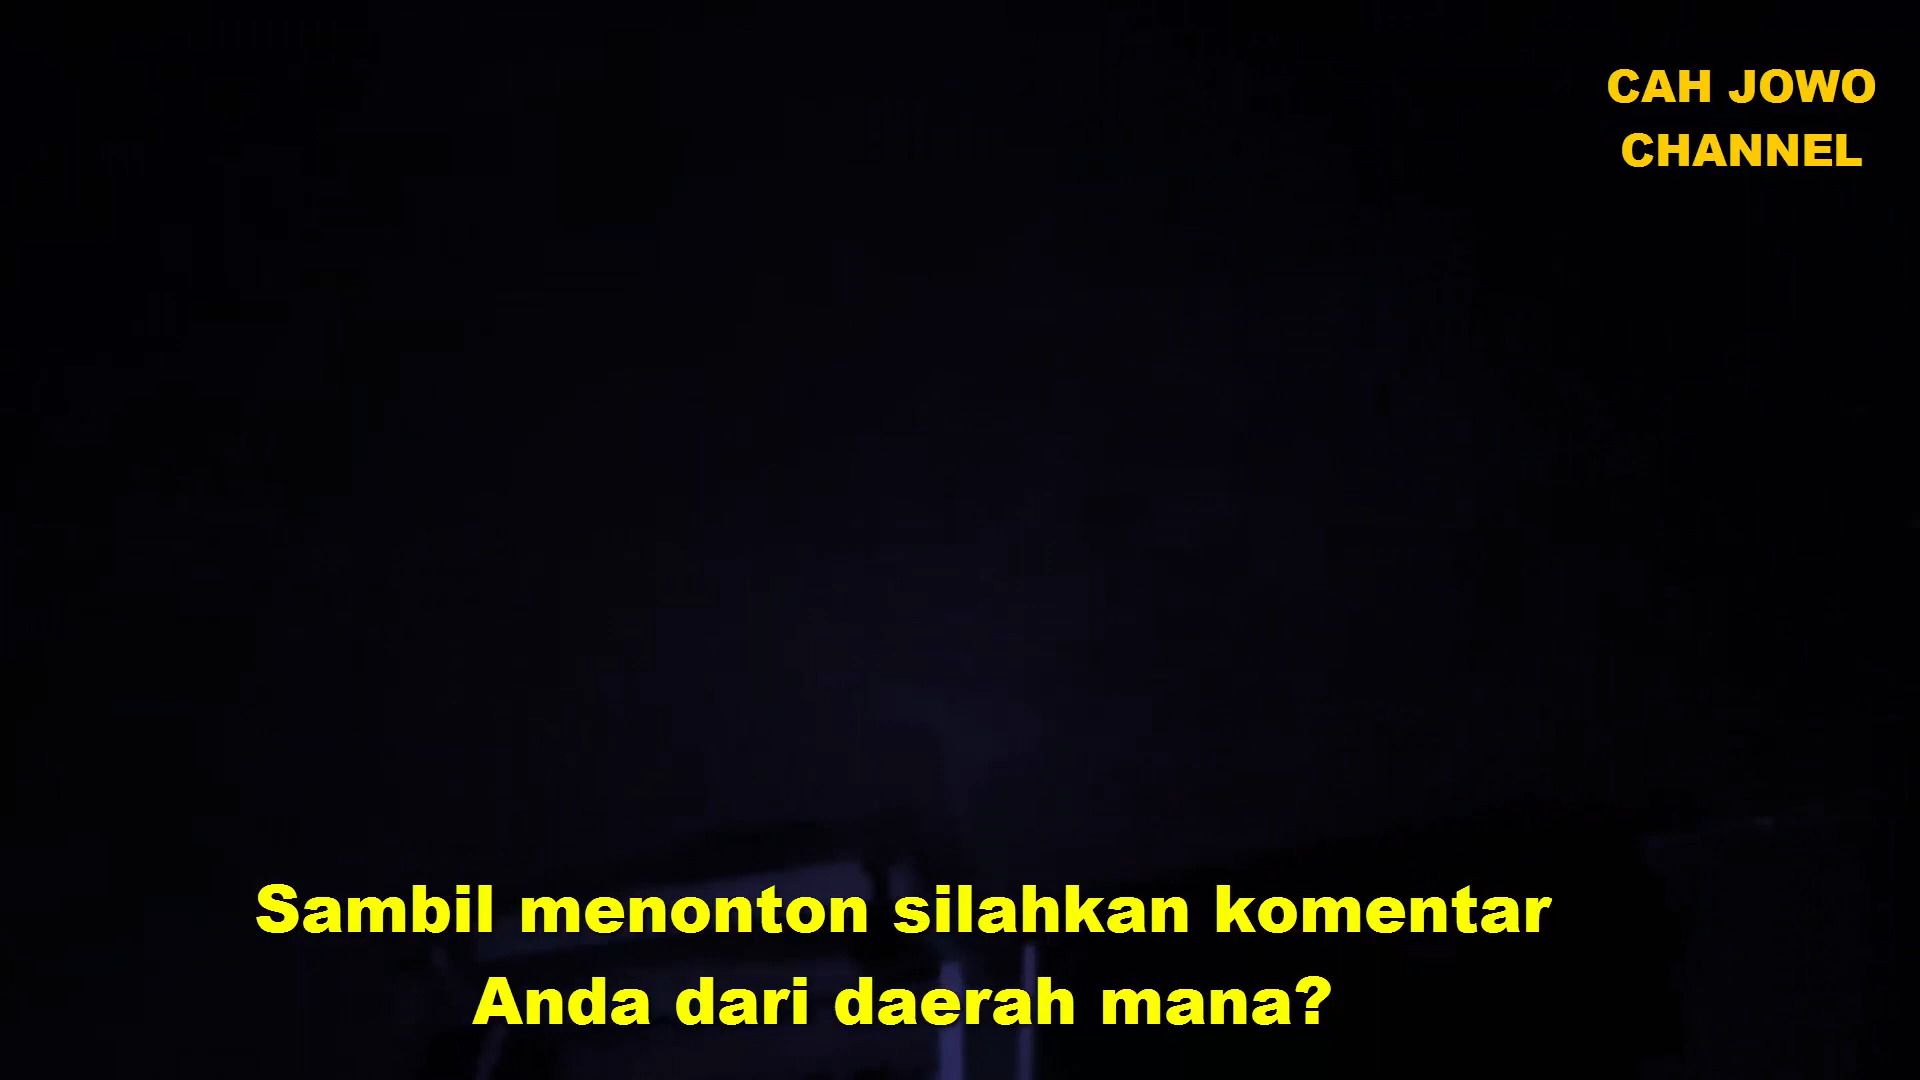 CAH JOWO
CHANNEL
Sambil menonton silahkan komentar
Anda dari daerah mana?